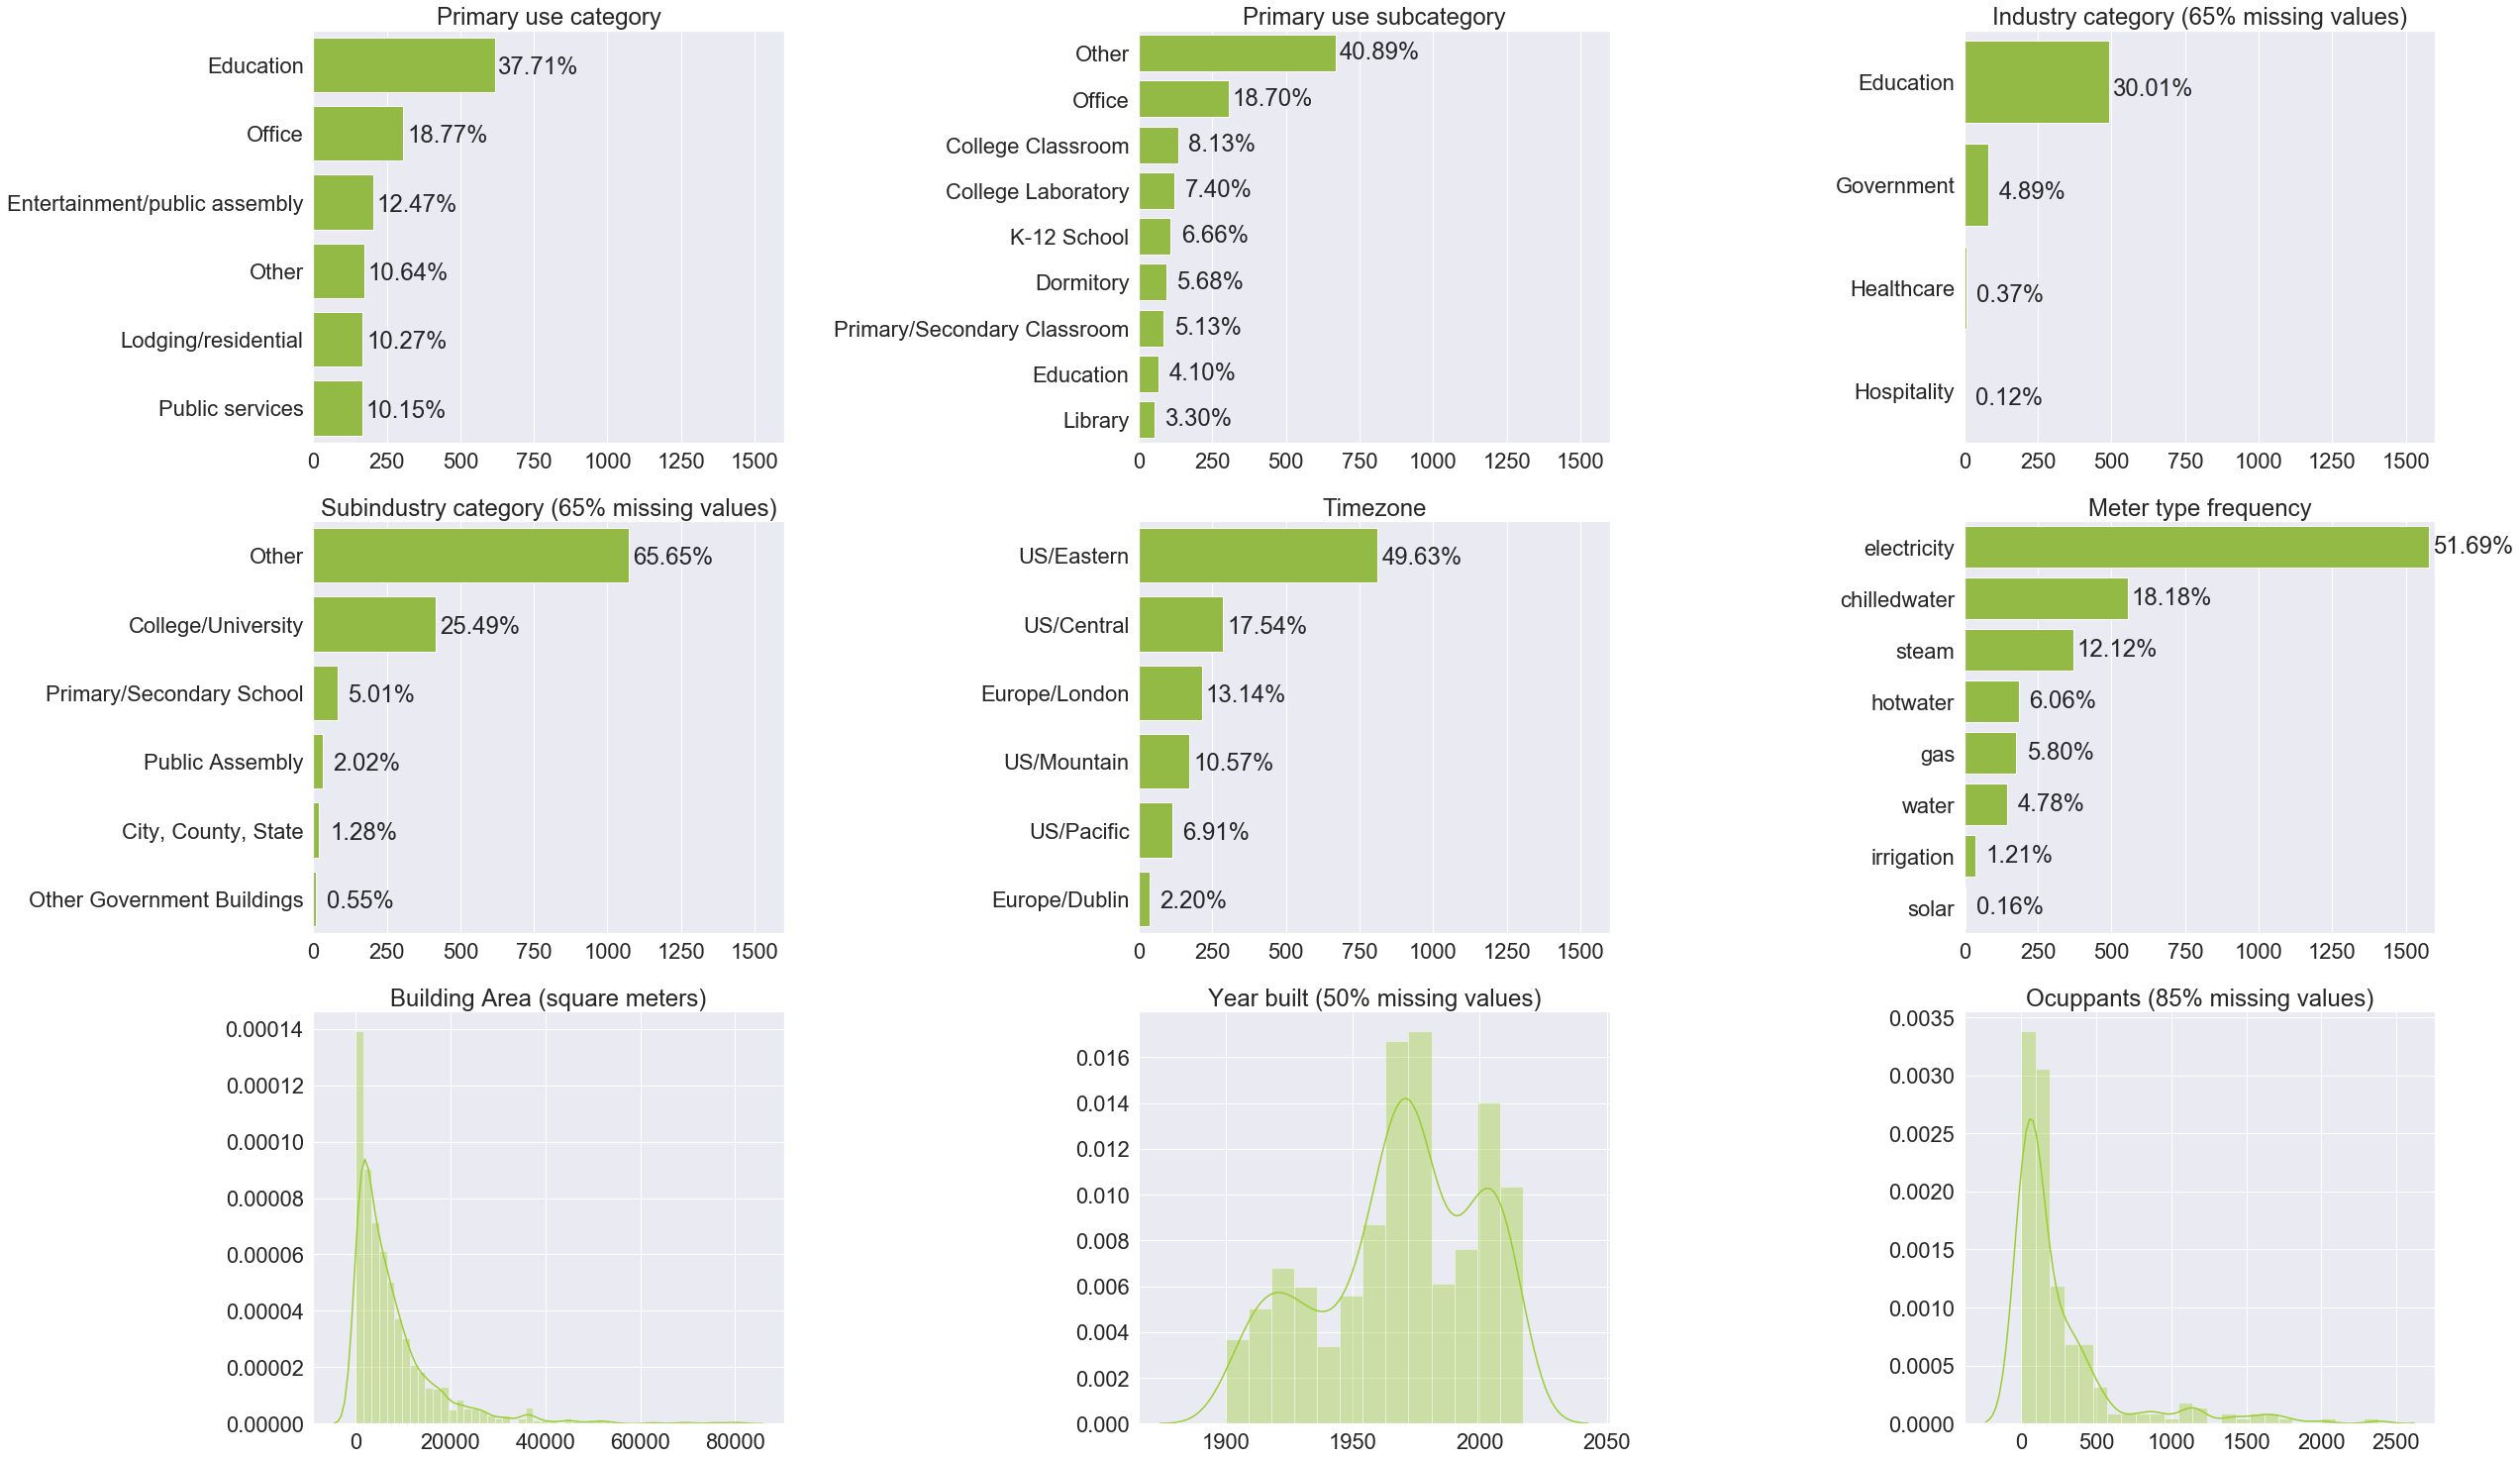 Primary use category
Education 37.71%
Office 18.77%
Entertainment/public assembly 12.47%
Other 10.64%
Lodging/residential 10.27%
Public services 10.15%
0 250 500 750 1000 1250 1500
Primary use subcategory
Other 40.89%
Office 18.70%
College Classroom 8.13%
College Laboratory 7.40%
K-12 School 6.66%
Dormitory 5.68%
Primary/Secondary Classroom 5.13%
Education 4.10%
Library 3.30%
0 250 500 750 1000 1250 1500
Industry category (65% missing values)
Education 30.01%
Government 4.89%
Healthcare 0.37%
Hospitality 0.12%
0 250 500 750 1000 1250 1500
Subindustry category (65% missing values)
Other 65.65%
College/University 25.49%
Primary/Secondary School 5.01%
Public Assembly 2.02%
City, County, State 1.28%
Other Government Buildings 0.55%
0 250 500 750 1000 1250 1500
Timezone
US/Eastern 49.63%
US/Central 17.54%
Europe/London 13.14%
US/Mountain 10.57%
US/Pacific 6.91%
Europe/Dublin 2.20%
0 250 500 750 1000 1250 1500
Meter type frequency
electricity 51.69%
chilledwater 18.18%
steam 12.12%
hotwater 6.06%
gas 5.80%
water 4.78%
irrigation 1.21%
solar 0.16%
0 250 500 750 1000 1250 1500
Building Area (square meters)
0.00014
0.00012
0.00010
0.00008
0.00006
0.00004
0.00002
0.00000
0 20000 40000 60000 80000
Year built (50% missing values)
0.016
0.014
0.012
0.010
0.008
0.006
0.004
0.002
0.000
1900 1950 2000 2050
Ocuppants (85% missing values)
0.0035
0.0030
0.0025
0.0020
0.0015
0.0010
0.0005
0.0000
0 500 1000 1500 2000 2500